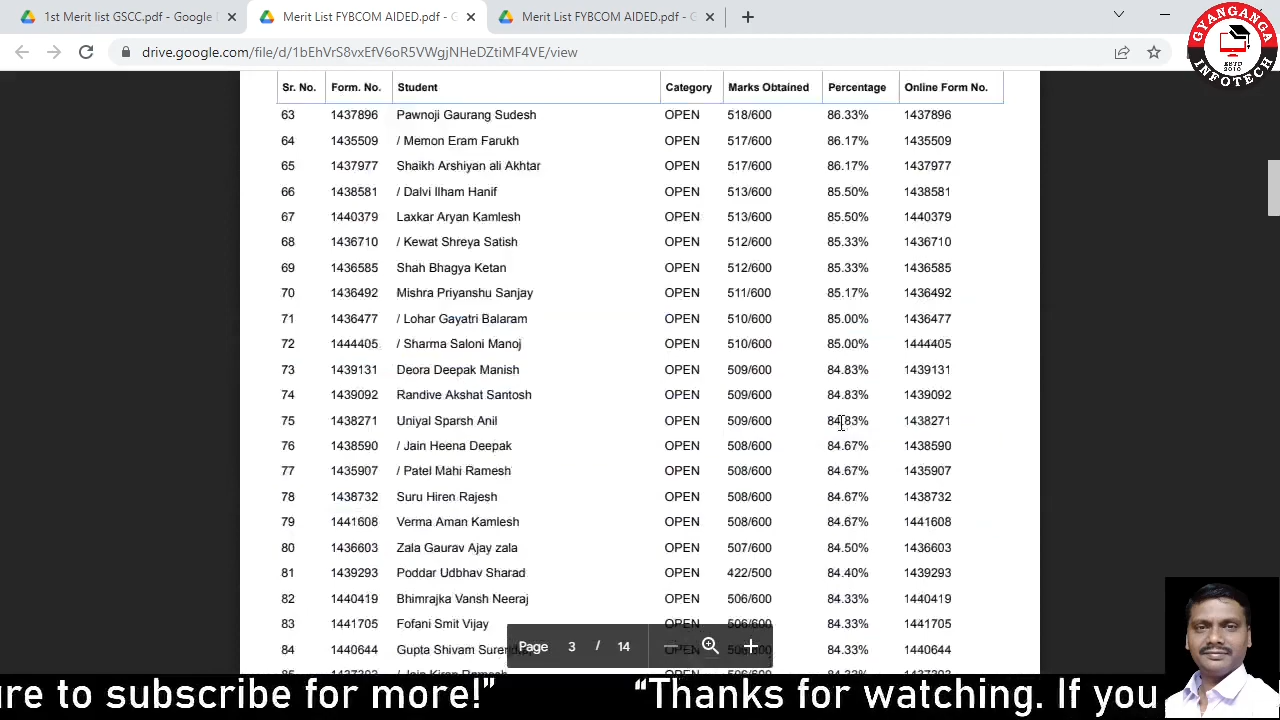 1st Merit list GSCC.pdf - Google
Merit List FYBCOM AIDED.pdf - G
Merit List FYBCOM AIDED.pdf - G
drive.google.com/file/d/1bEhVrS8vxEfV6oR5VWgjNHeDZtiMF4VE/view
GYANGANGA
ESTD
2010
INFOTECH
Sr. No. Form. No. Student Category Marks Obtained Percentage Online Form No.
63 1437896 Pawnoji Gaurang Sudesh OPEN 518/600 86.33% 1437896
64 1435509 / Memon Eram Farukh OPEN 517/600 86.17% 1435509
65 1437977 Shaikh Arshiyan ali Akhtar OPEN 517/600 86.17% 1437977
66 1438581 / Dalvi Ilham Hanif OPEN 513/600 85.50% 1438581
67 1440379 Laxkar Aryan Kamlesh OPEN 513/600 85.50% 1440379
68 1436710 / Kewat Shreya Satish OPEN 512/600 85.33% 1436710
69 1436585 Shah Bhagya Ketan OPEN 512/600 85.33% 1436585
70 1436492 Mishra Priyanshu Sanjay OPEN 511/600 85.17% 1436492
71 1436477 / Lohar Gayatri Balaram OPEN 510/600 85.00% 1436477
72 1444405 / Sharma Saloni Manoj OPEN 510/600 85.00% 1444405
73 1439131 Deora Deepak Manish OPEN 509/600 84.83% 1439131
74 1439092 Randive Akshat Santosh OPEN 509/600 84.83% 1439092
75 1438271 Uniyal Sparsh Anil OPEN 509/600 84.83% 1438271
76 1438590 / Jain Heena Deepak OPEN 508/600 84.67% 1438590
77 1435907 / Patel Mahi Ramesh OPEN 508/600 84.67% 1435907
78 1438732 Suru Hiren Rajesh OPEN 508/600 84.67% 1438732
79 1441608 Verma Aman Kamlesh OPEN 508/600 84.67% 1441608
80 1436603 Zala Gaurav Ajay zala OPEN 507/600 84.50% 1436603
81 1439293 Poddar Udbhav Sharad OPEN 422/500 84.40% 1439293
82 1440419 Bhimrajka Vansh Neeraj OPEN 506/600 84.33% 1440419
83 1441705 Fofani Smit Vijay OPEN 506/600 84.33% 1441705
84 1440644 Gupta Shivam OPEN 506/600 84.33% 1440644
Page 3 / 14
ure to subscribe for more!" "Thanks for watching. If you